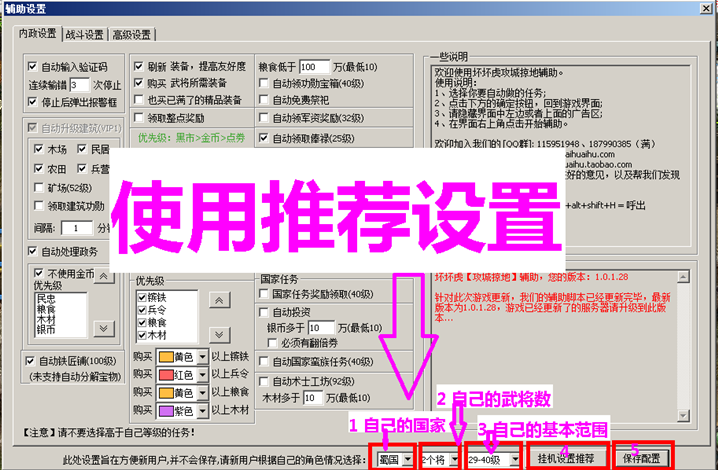 辅助设置
内政设置 战斗设置 高级设置
自动输入验证码
连续输错 3 次停止
停止后弹出报警框
自动升级建筑(VIP1)
木场 民居
农田 兵营
矿场(52级)
领取建筑功勋
间隔: 1 分钟
自动处理政务
不使用金币
优先级
民忠
粮食
木材
银币
自动铁匠铺(100级)
(未支持自动分解宝物)
刷新 装备，提高友好度
购买 武将所需装备
也买已满了的精品装备
领取整点奖励
优先级：黑市>金币>点券
优先级
镔铁
兵令
粮食
木材
购买 黄色 以上镔铁
购买 红色 以上兵令
购买 黄色 以上粮食
购买 紫色 以上木材
粮食低于 100 万(最低10)
自动领功勋宝箱(40级)
自动免费祭祀
自动领军资奖励(32级)
自动领取俸禄(25级)
国家任务
国家任务奖励领取(40级)
自动投资
银币多于 10 万(最低10)
必须有翻倍券
自动国家蛮族任务(40级)
自动木士工坊(92级)
木材多于 10 万(最低10)
一些说明
欢迎使用坏坏虎攻城掠地辅助。
使用说明：
1、选择你要自动做的任务;
2、点击下方的确定按钮，回到游戏界面;
3、请隐藏界面中左边或者上面的广告区;
4、在界面右上角点击开始辅助。
欢迎加入我们的[QQ群]: 115951948、187990385（满）
aihuaihu.com
aihu.taobao.com
好的意见，以及帮我们发现
+alt+shift+H = 呼出
坏坏虎【攻城掠地】辅助，您的版本：1.0.1.28
针对此次游戏更新，我们的辅助脚本已经更新完毕，最新
版本为1.0.1.28，游戏已经更新了的服务器请升级到此版
本...
使用推荐设置
1 自己的国家
2 自己的武将数
3 自己的基本范围
【注意】请不要选择高于自己等级的任务!
此处设置旨在方便新用户,并不会保存,请新用户根据自己的角色情况选择: 蜀国 2个将 29-40级 挂机设置推荐 保存配置
4
5